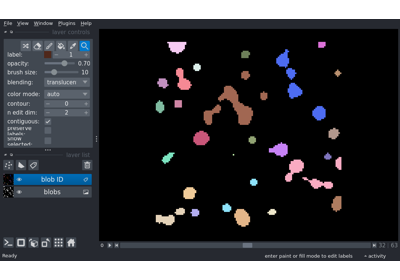 File View Window Plugins Help
layer controls
label: 1
opacity: 0.70
brush size: 10
blending: translucen
color mode: auto
contour: 0
n edit dim: 2
contiguous:
preserve labels:
show selected:
layer list
blob ID
blobs
0 32 63
Ready enter paint or fill mode to edit labels activity